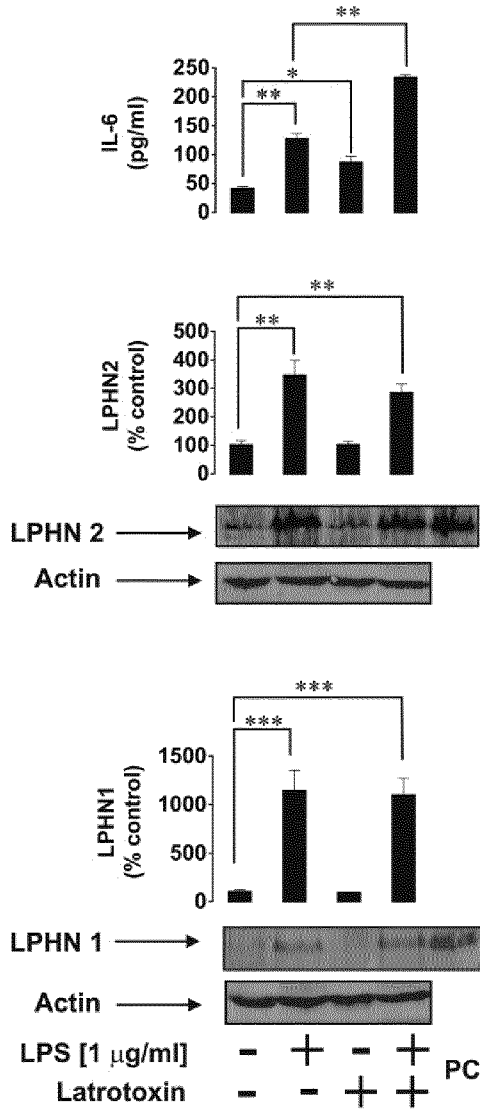 **
*
**
IL-6
(pg/ml)
250
200
150
100
50
0
**
**
LPHN2
(% control)
500
400
300
200
100
0
LPHN 2
Actin
***
***
LPHN1
(% control)
1500
1000
500
0
LPHN 1
Actin
LPS [1 µg/ml] - + - +
PC
Latrotoxin - - + +